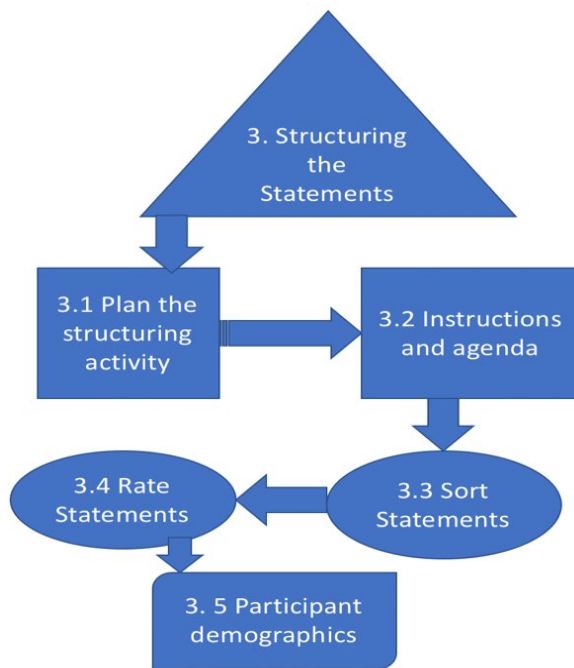 3. Structuring
the
Statements
3.1 Plan the
structuring
activity
3.2 Instructions
and agenda
3.3 Sort
Statements
3.4 Rate
Statements
3. 5 Participant
demographics